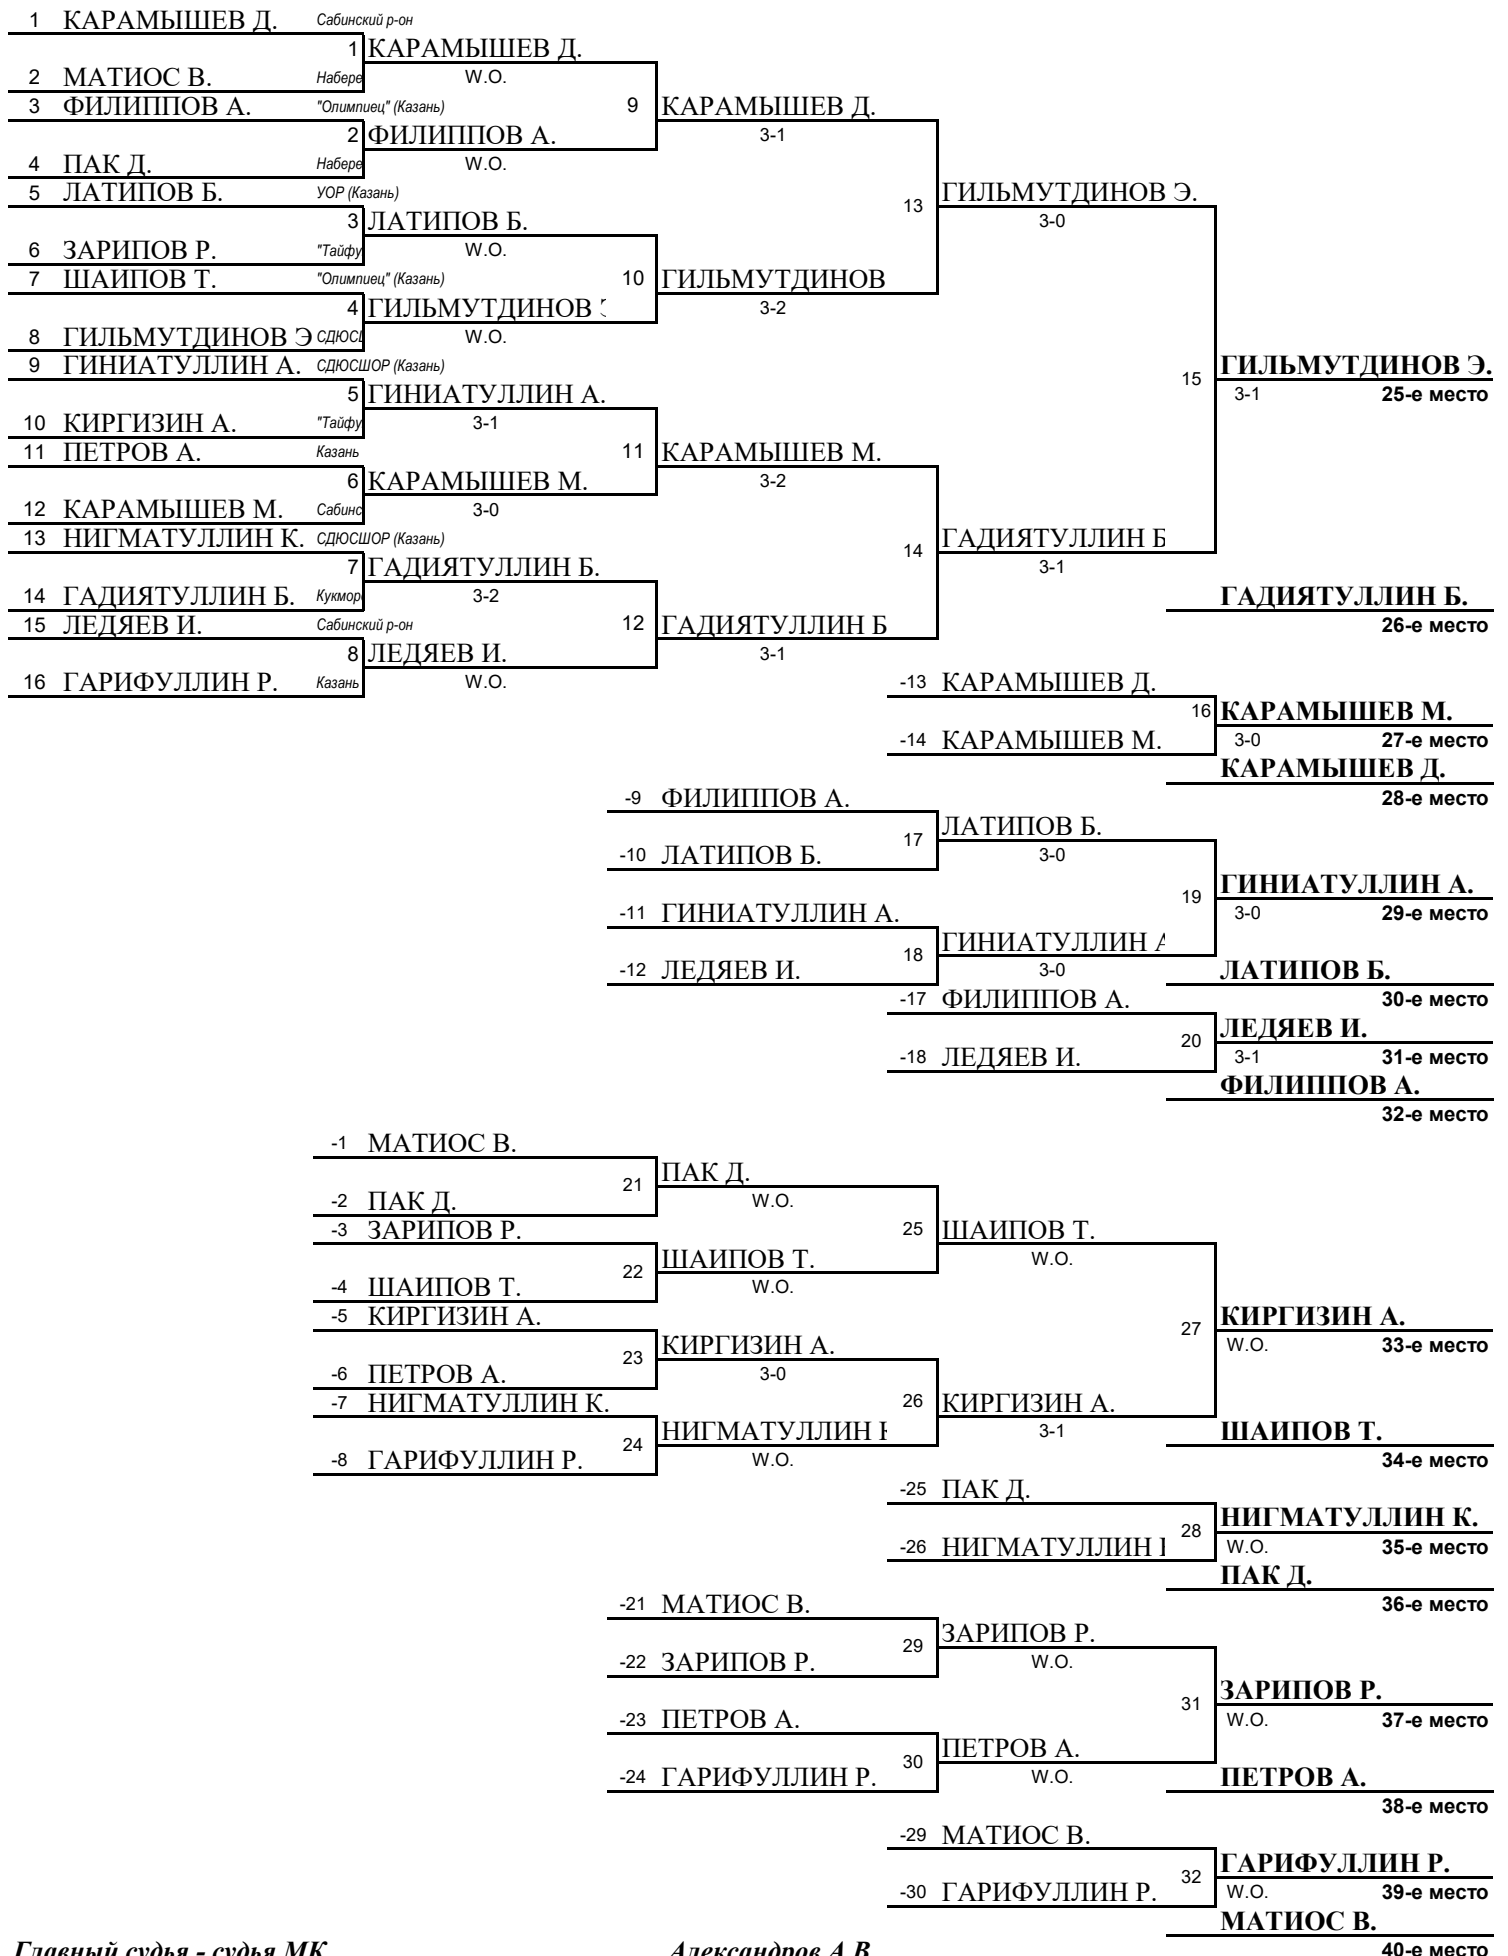 1 КАРАМЫШЕВ Д. Сабинский р-он
1 КАРАМЫШЕВ Д.
2 МАТИОС В. Набере W.O.
3 ФИЛИППОВ А. "Олимпиец" (Казань) 9 КАРАМЫШЕВ Д.
2 ФИЛИППОВ А. 3-1
4 ПАК Д. Набере W.O.
5 ЛАТИПОВ Б. УОР (Казань) 13 ГИЛЬМУТДИНОВ Э.
3 ЛАТИПОВ Б. 3-0
6 ЗАРИПОВ Р. "Тайфу W.O.
7 ШАИПОВ Т. "Олимпиец" (Казань) 10 ГИЛЬМУТДИНОВ
4 ГИЛЬМУТДИНОВ 3-2
8 ГИЛЬМУТДИНОВ Э СДЮСШ W.O.
9 ГИНИАТУЛЛИН А. СДЮСШОР (Казань) 15 ГИЛЬМУТДИНОВ Э.
5 ГИНИАТУЛЛИН А. 3-1 25-е место
10 КИРГИЗИН А. "Тайфу 3-1
11 ПЕТРОВ А. Казань 11 КАРАМЫШЕВ М.
6 КАРАМЫШЕВ М. 3-2
12 КАРАМЫШЕВ М. Сабинс 3-0
13 НИГМАТУЛЛИН К. СДЮСШОР (Казань) 14 ГАДИЯТУЛЛИН Б
7 ГАДИЯТУЛЛИН Б. 3-1
14 ГАДИЯТУЛЛИН Б. Кукмор 3-2 ГАДИЯТУЛЛИН Б.
15 ЛЕДЯЕВ И. Сабинский р-он 12 ГАДИЯТУЛЛИН Б 26-е место
8 ЛЕДЯЕВ И. 3-1
16 ГАРИФУЛЛИН Р. Казань W.O. -13 КАРАМЫШЕВ Д.
16 КАРАМЫШЕВ М.
-14 КАРАМЫШЕВ М. 3-0 27-е место
КАРАМЫШЕВ Д.
-9 ФИЛИППОВ А. 28-е место
17 ЛАТИПОВ Б.
-10 ЛАТИПОВ Б. 3-0
19 ГИНИАТУЛЛИН А.
-11 ГИНИАТУЛЛИН А. 3-0 29-е место
18 ГИНИАТУЛЛИН А
-12 ЛЕДЯЕВ И. 3-0 ЛАТИПОВ Б.
-17 ФИЛИППОВ А. 30-е место
20 ЛЕДЯЕВ И.
-18 ЛЕДЯЕВ И. 3-1 31-е место
ФИЛИППОВ А.
32-е место
-1 МАТИОС В.
21 ПАК Д.
-2 ПАК Д. W.O.
-3 ЗАРИПОВ Р. 25 ШАИПОВ Т.
22 ШАИПОВ Т. W.O.
-4 ШАИПОВ Т. W.O.
-5 КИРГИЗИН А. 27 КИРГИЗИН А.
23 КИРГИЗИН А. W.O. 33-е место
-6 ПЕТРОВ А. 3-0
-7 НИГМАТУЛЛИН К. 26 КИРГИЗИН А.
24 НИГМАТУЛЛИН К 3-1 ШАИПОВ Т.
-8 ГАРИФУЛЛИН Р. W.O. 34-е место
-25 ПАК Д.
28 НИГМАТУЛЛИН К.
-26 НИГМАТУЛЛИН W.O. 35-е место
ПАК Д.
-21 МАТИОС В. 36-е место
29 ЗАРИПОВ Р.
-22 ЗАРИПОВ Р. W.O.
31 ЗАРИПОВ Р.
-23 ПЕТРОВ А. W.O. 37-е место
30 ПЕТРОВ А.
-24 ГАРИФУЛЛИН Р. W.O. ПЕТРОВ А.
38-е место
-29 МАТИОС В.
32 ГАРИФУЛЛИН Р.
-30 ГАРИФУЛЛИН Р. W.O. 39-е место
МАТИОС В.
Главный судья - судья МК Александров А.В. 40-е место